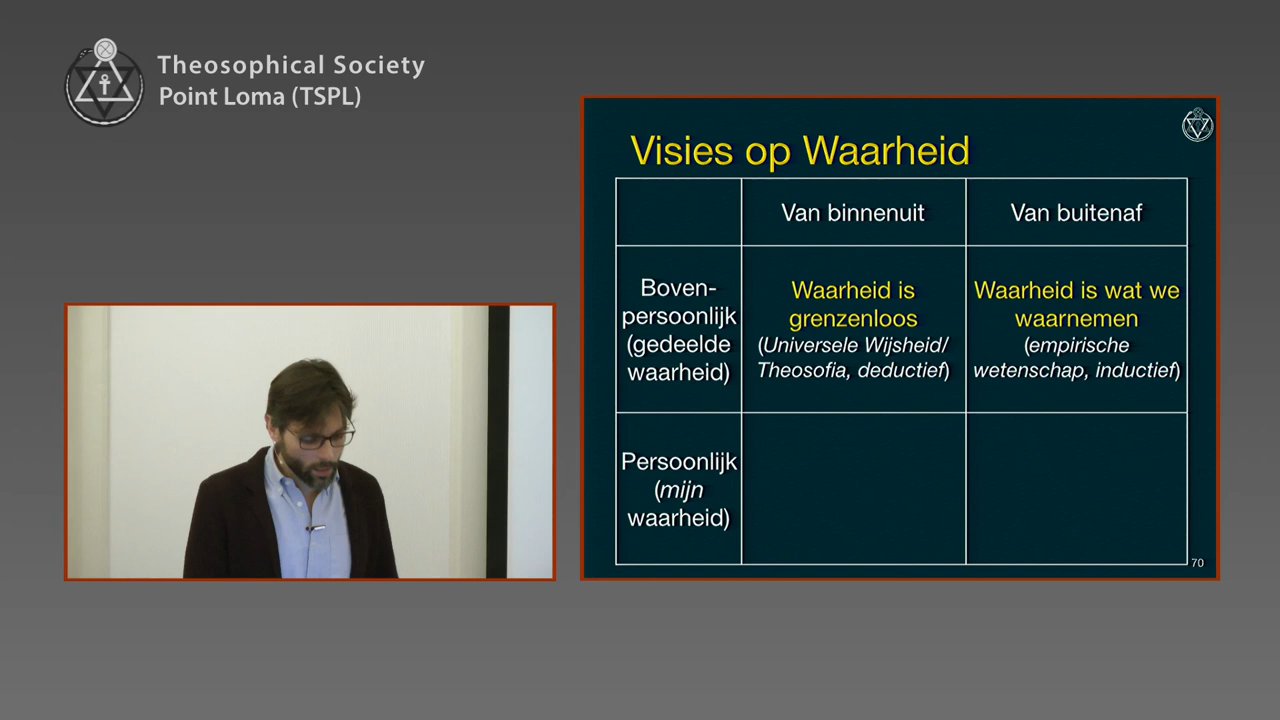 Theosophical Society
Point Loma (TSPL)
Visies op Waarheid
Van binnenuit
Van buitenaf
Boven-
persoonlijk
(gedeelde
waarheid)
Waarheid is
grenzenloos
(Universele Wijsheid/
Theosofia, deductief)
Waarheid is wat we
waarnemen
(empirische
wetenschap, inductief)
Persoonlijk
(mijn
waarheid)
70